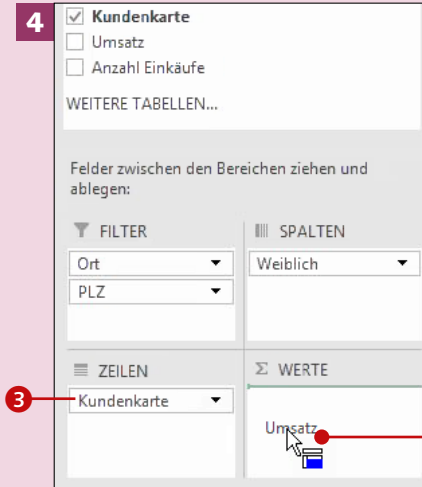 4
Kundenkarte
Umsatz
Anzahl Einkäufe
WEITERE TABELLEN...
Felder zwischen den Bereichen ziehen und
ablegen:
FILTER
SPALTEN
Ort
Weiblich
PLZ
ZEILEN
Σ WERTE
3
Kundenkarte
Umsatz